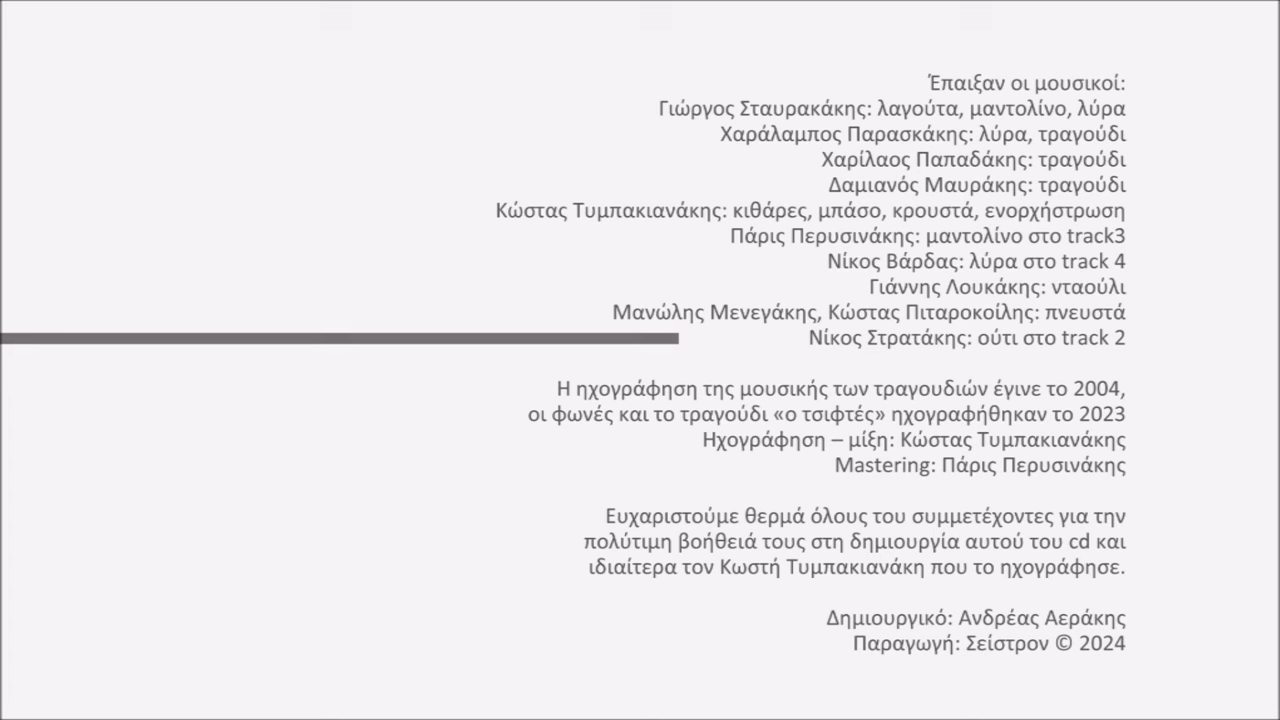 Έπαιξαν οι μουσικοί:
Γιώργος Σταυρακάκης: λαγούτα, μαντολίνο, λύρα
Χαράλαμπος Παρασκάκης: λύρα, τραγούδι
Χαρίλαος Παπαδάκης: τραγούδι
Δαμιανός Μαυράκης: τραγούδι
Κώστας Τυμπακιανάκης: κιθάρες, μπάσο, κρουστά, ενορχήστρωση
Πάρις Περυσινάκης: μαντολίνο στο track3
Νίκος Βάρδας: λύρα στο track 4
Γιάννης Λουκάκης: νταούλι
Μανώλης Μενεγάκης, Κώστας Πιταροκοίλης: πνευστά
Νίκος Στρατάκης: ούτι στο track 2
Η ηχογράφηση της μουσικής των τραγουδιών έγινε το 2004,
οι φωνές και το τραγούδι «ο τσιφτές» ηχογραφήθηκαν το 2023
Ηχογράφηση – μίξη: Κώστας Τυμπακιανάκης
Mastering: Πάρις Περυσινάκης
Ευχαριστούμε θερμά όλους του συμμετέχοντες για την
πολύτιμη βοήθειά τους στη δημιουργία αυτού του cd και
ιδιαίτερα τον Κωστή Τυμπακιανάκη που το ηχογράφησε.
Δημιουργικό: Ανδρέας Αεράκης
Παραγωγή: Σείστρον © 2024